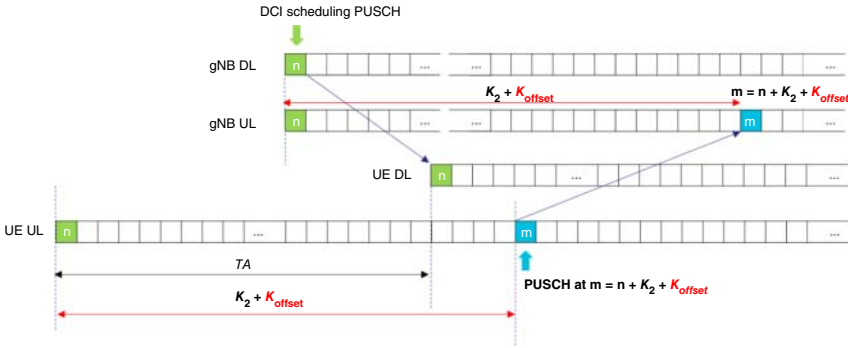 DCI scheduling PUSCH
gNB DL n ... ... ...
K2 + Koffset m = n + K2 + Koffset
gNB UL n ... ... m ...
UE DL n ... ...
UE UL n ... m ...
TA
K2 + Koffset PUSCH at m = n + K2 + Koffset